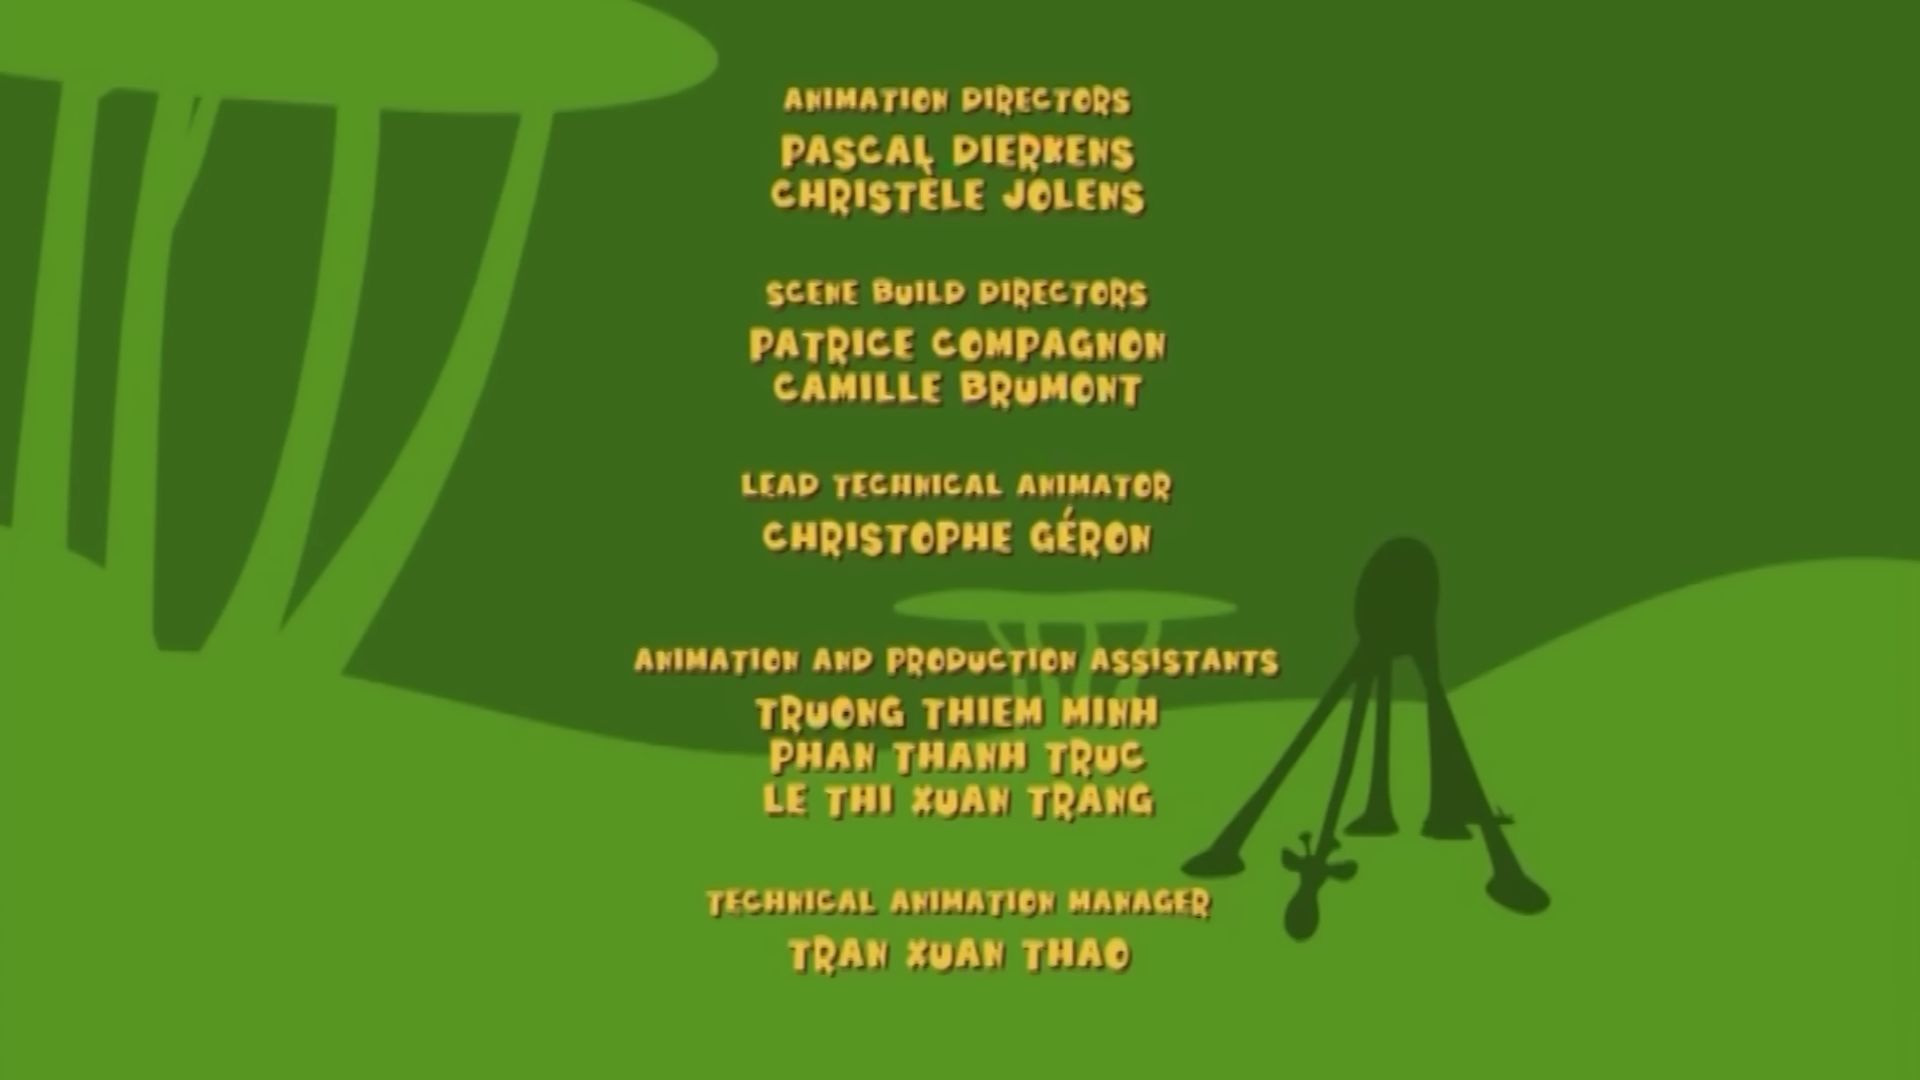 ANIMATION DIRECTORS
PASCAL DIERKENS
CHRISTÈLE JOLENS
SCENE BUILD DIRECTORS
PATRICE COMPAGNON
CAMILLE BRUMONT
LEAD TECHNICAL ANIMATOR
CHRISTOPHE GÉRON
ANIMATION AND PRODUCTION ASSISTANTS
TRUONG THIEM MINH
PHAN THANH TRUC
LE THI XUAN TRANG
TECHNICAL ANIMATION MANAGER
TRAN XUAN THAO